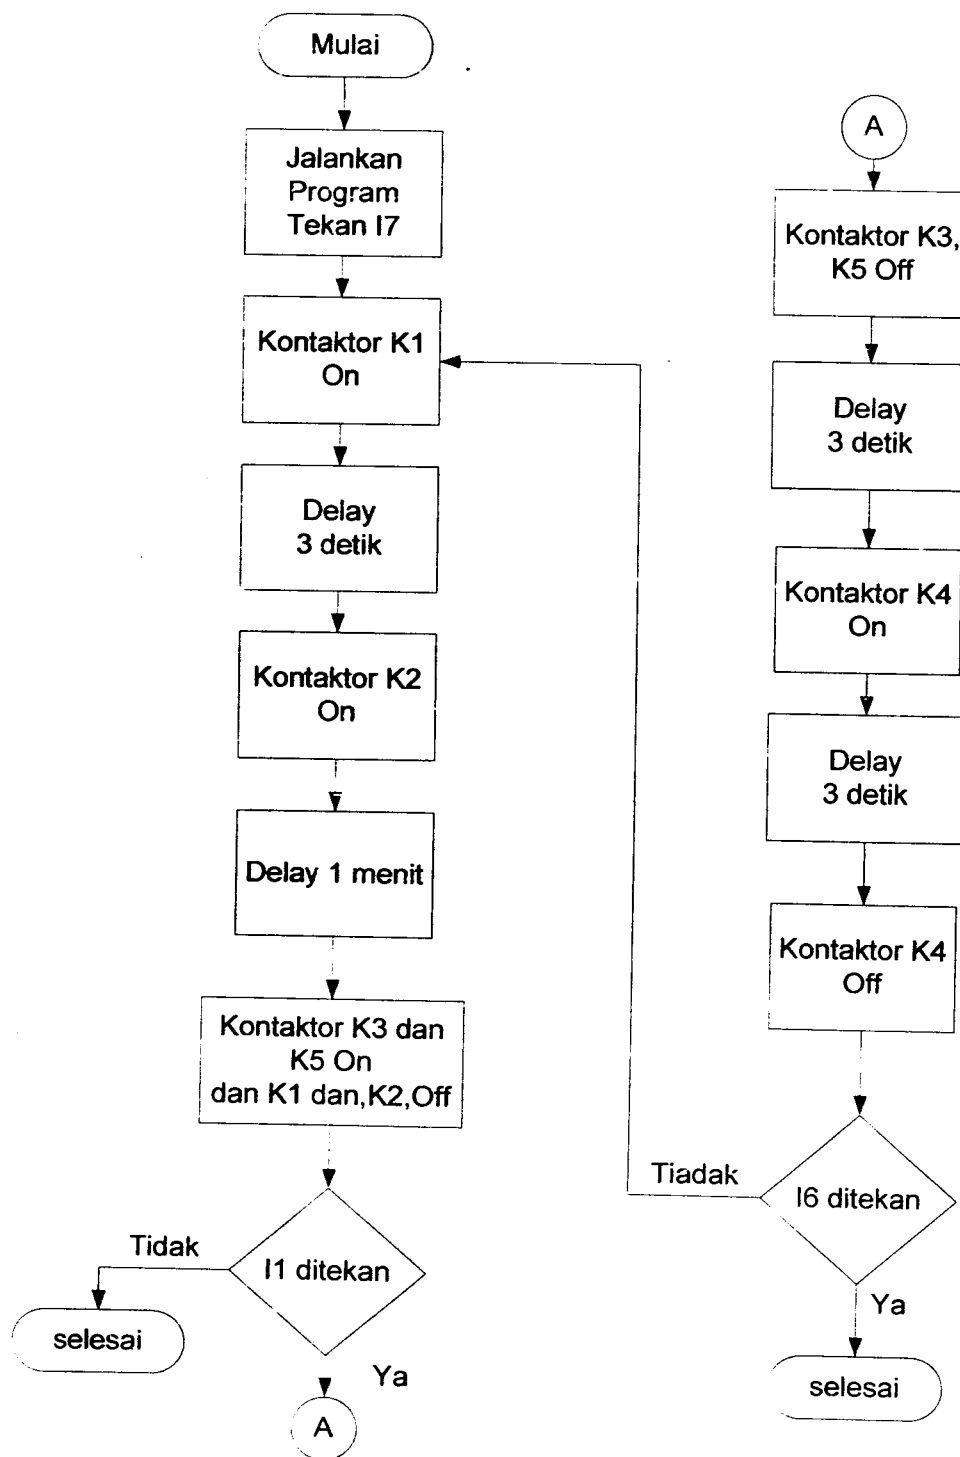 Mulai
Jalankan
Program
Tekan I7
Kontaktor K1
On
Delay
3 detik
Kontaktor K2
On
Delay 1 menit
Kontaktor K3 dan
K5 On
dan K1 dan,K2,Off
I1 ditekan
Tidak
selesai
Ya
A
A
Kontaktor K3,
K5 Off
Delay
3 detik
Kontaktor K4
On
Delay
3 detik
Kontaktor K4
Off
I6 ditekan
Tiadak
Ya
selesai